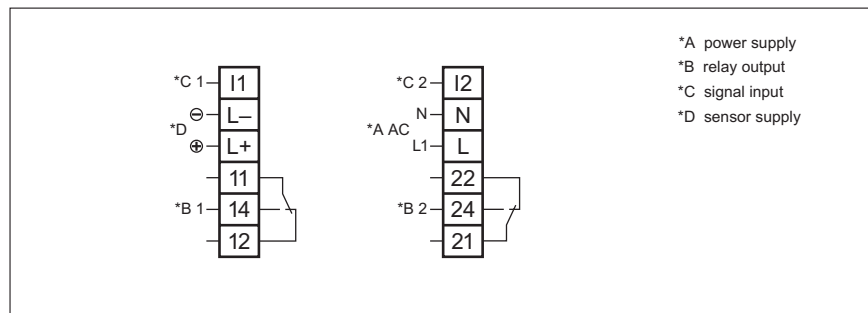 *C 1 I1
⊖ L–
*D
⊕ L+
11
*B 1 14
12
*C 2 I2
N N
*A AC
L1 L
22
*B 2 24
21
*A power supply
*B relay output
*C signal input
*D sensor supply